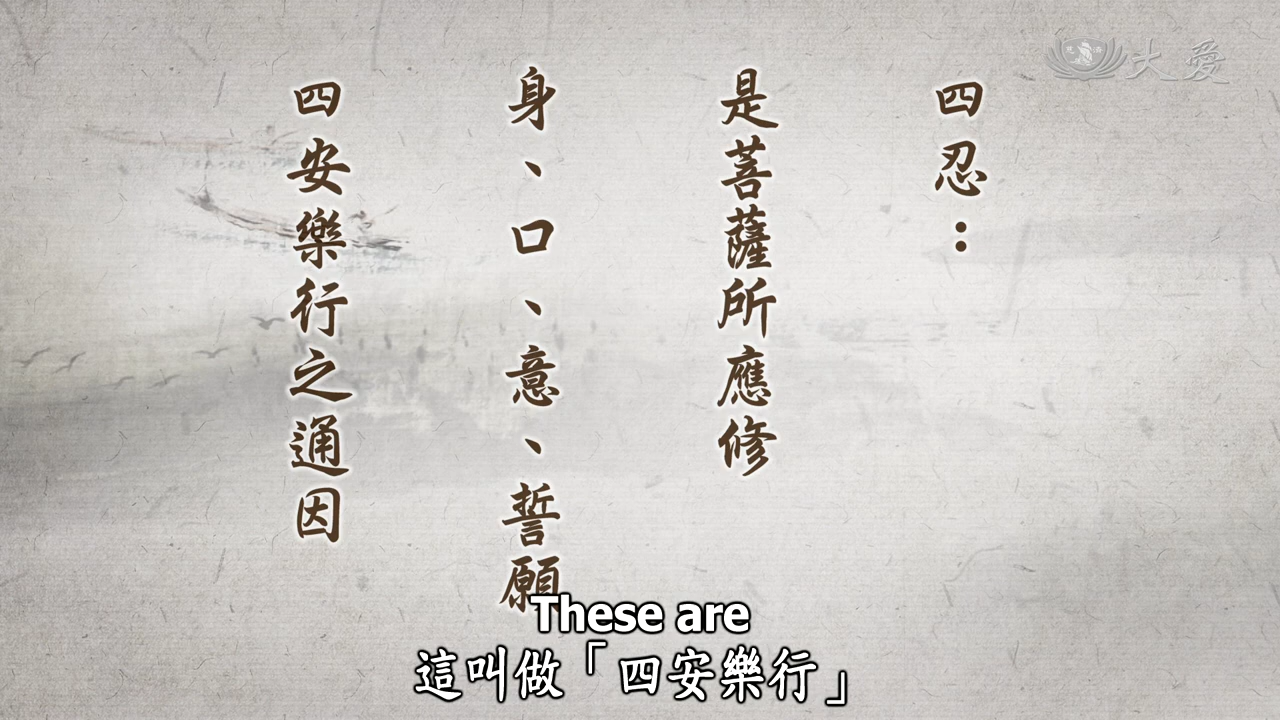 四忍：
是菩薩所應修
身、口、意、誓願
四安樂行之通因
大愛
These are
這叫做「四安樂行」